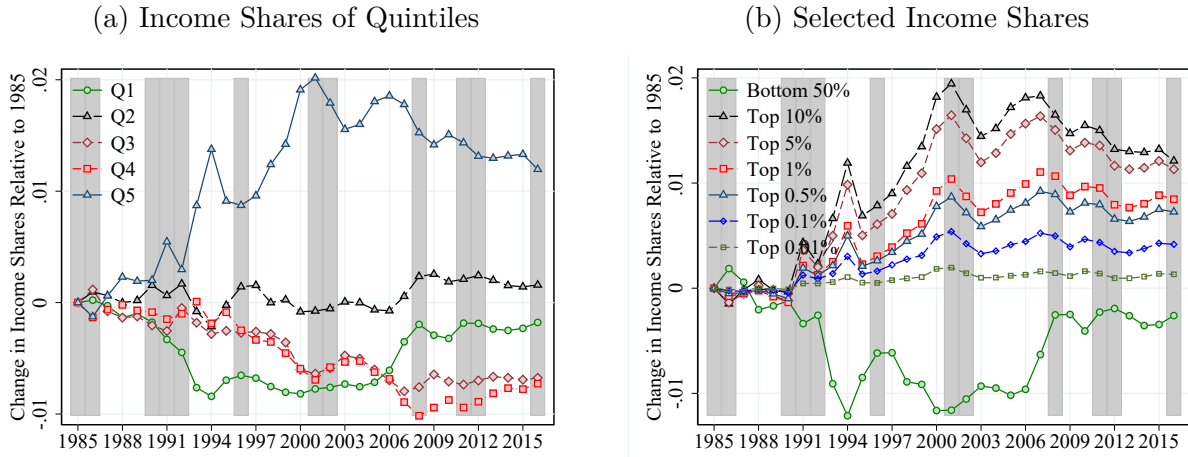 (a) Income Shares of Quintiles
Change in Income Shares Relative to 1985
.02
.01
0
-.01
Q1
Q2
Q3
Q4
Q5
1985 1988 1991 1994 1997 2000 2003 2006 2009 2012 2015
(b) Selected Income Shares
Change in Income Shares Relative to 1985
.02
.01
0
-.01
Bottom 50%
Top 10%
Top 5%
Top 1%
Top 0.5%
Top 0.1%
Top 0.01%
1985 1988 1991 1994 1997 2000 2003 2006 2009 2012 2015